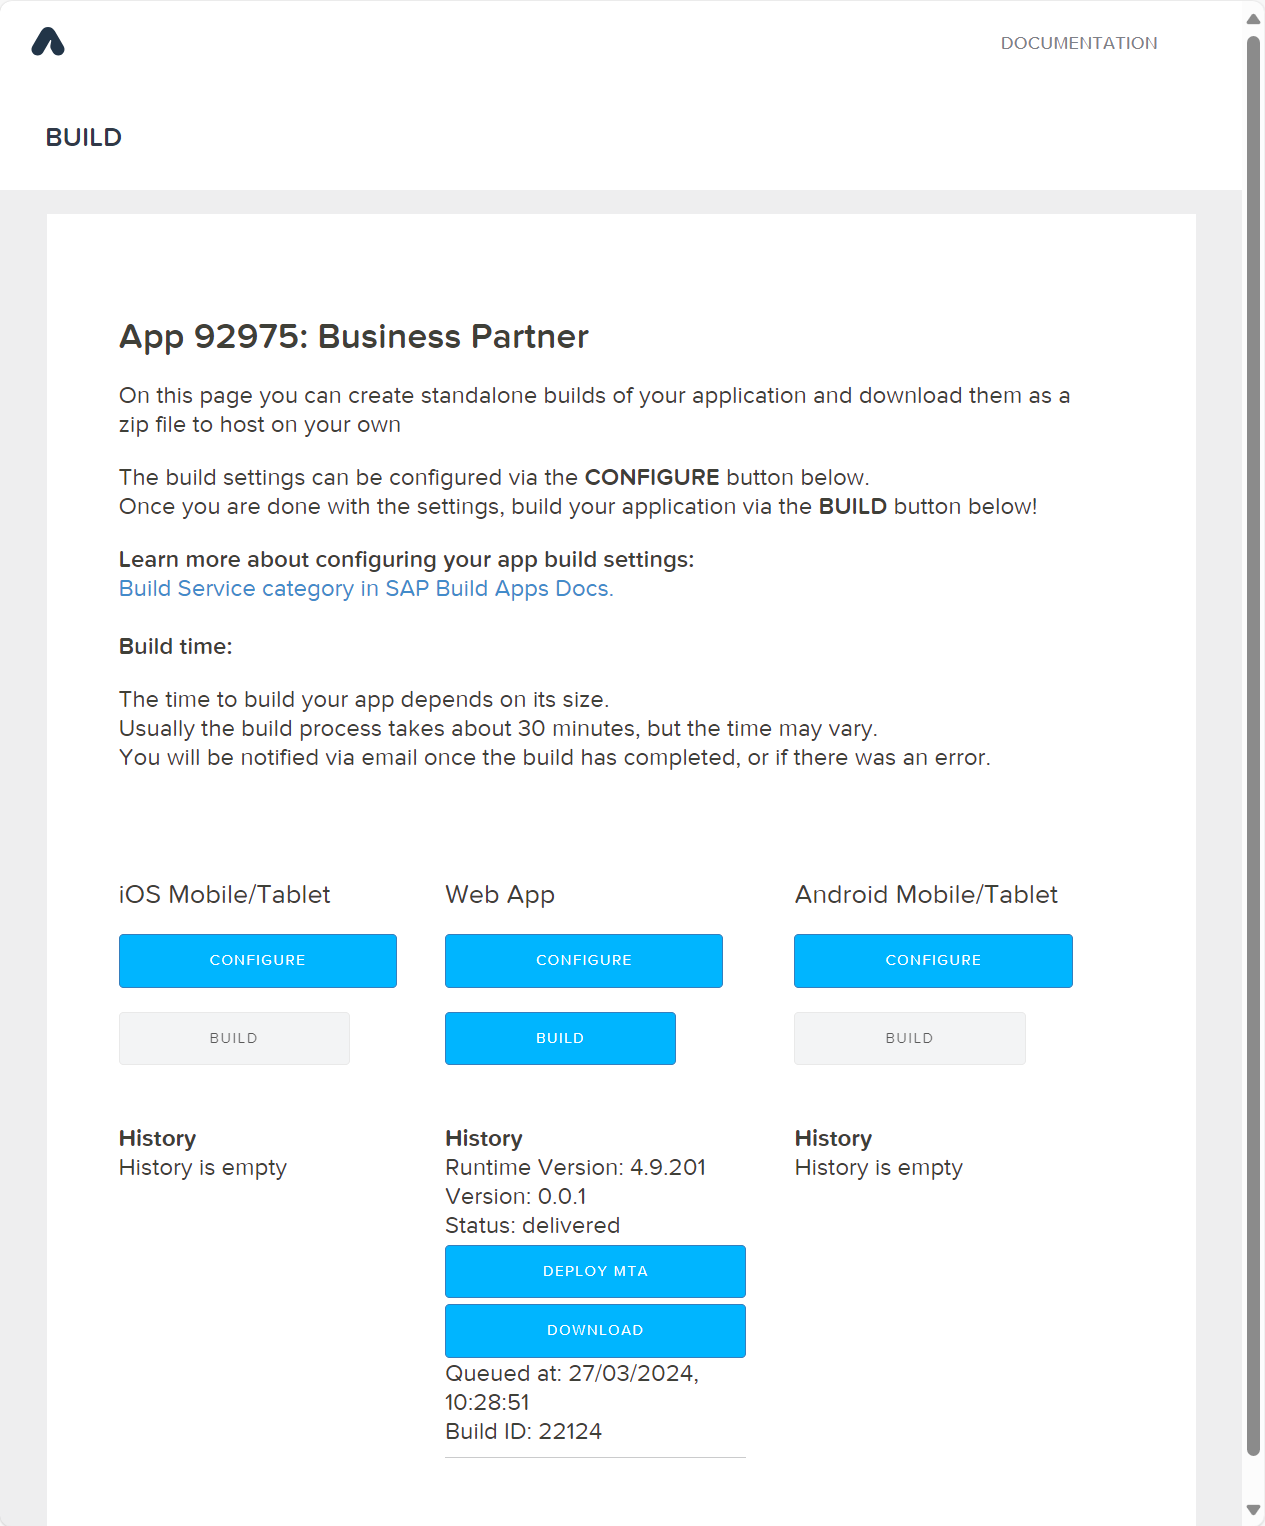 DOCUMENTATION
BUILD
App 92975: Business Partner
On this page you can create standalone builds of your application and download them as a
zip file to host on your own
The build settings can be configured via the CONFIGURE button below.
Once you are done with the settings, build your application via the BUILD button below!
Learn more about configuring your app build settings:
Build Service category in SAP Build Apps Docs.
Build time:
The time to build your app depends on its size.
Usually the build process takes about 30 minutes, but the time may vary.
You will be notified via email once the build has completed, or if there was an error.
iOS Mobile/Tablet
CONFIGURE
BUILD
History
History is empty
Web App
CONFIGURE
BUILD
History
Runtime Version: 4.9.201
Version: 0.0.1
Status: delivered
DEPLOY MTA
DOWNLOAD
Queued at: 27/03/2024,
10:28:51
Build ID: 22124
Android Mobile/Tablet
CONFIGURE
BUILD
History
History is empty